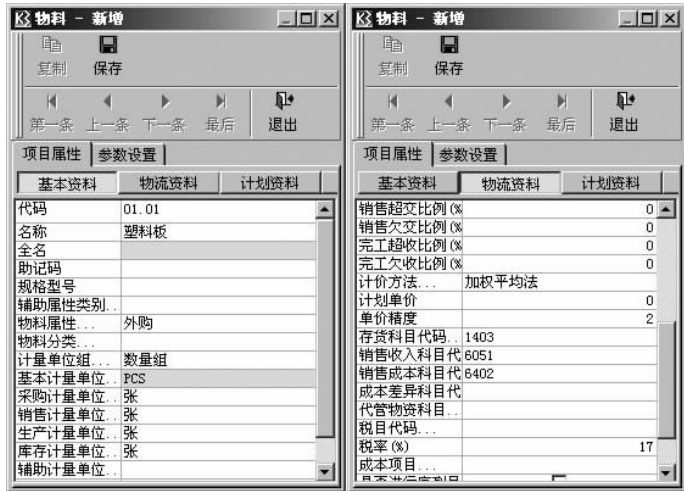 物料 - 新增
复制 保存
第一条 上一条 下一条 最后 退出
项目属性 参数设置
基本资料 物流资料 计划资料
代码 01.01
名称 塑料板
全名
助记码
规格型号
辅助属性类别..
物料属性... 外购
物料分类...
计量单位组... 数量组
基本计量单位.. PCS
采购计量单位.. 张
销售计量单位.. 张
生产计量单位.. 张
库存计量单位.. 张
辅助计量单位..
物料 - 新增
复制 保存
第一条 上一条 下一条 最后 退出
项目属性 参数设置
基本资料 物流资料 计划资料
销售超交比例(% 0
销售欠交比例(% 0
完工超收比例(% 0
完工欠收比例(% 0
计价方法... 加权平均法
计划单价 0
单价精度 2
存货科目代码.. 1403
销售收入科目代 6051
销售成本科目代 6402
成本差异科目代
代管物资科目..
税目代码...
税率(%) 17
成本项目...